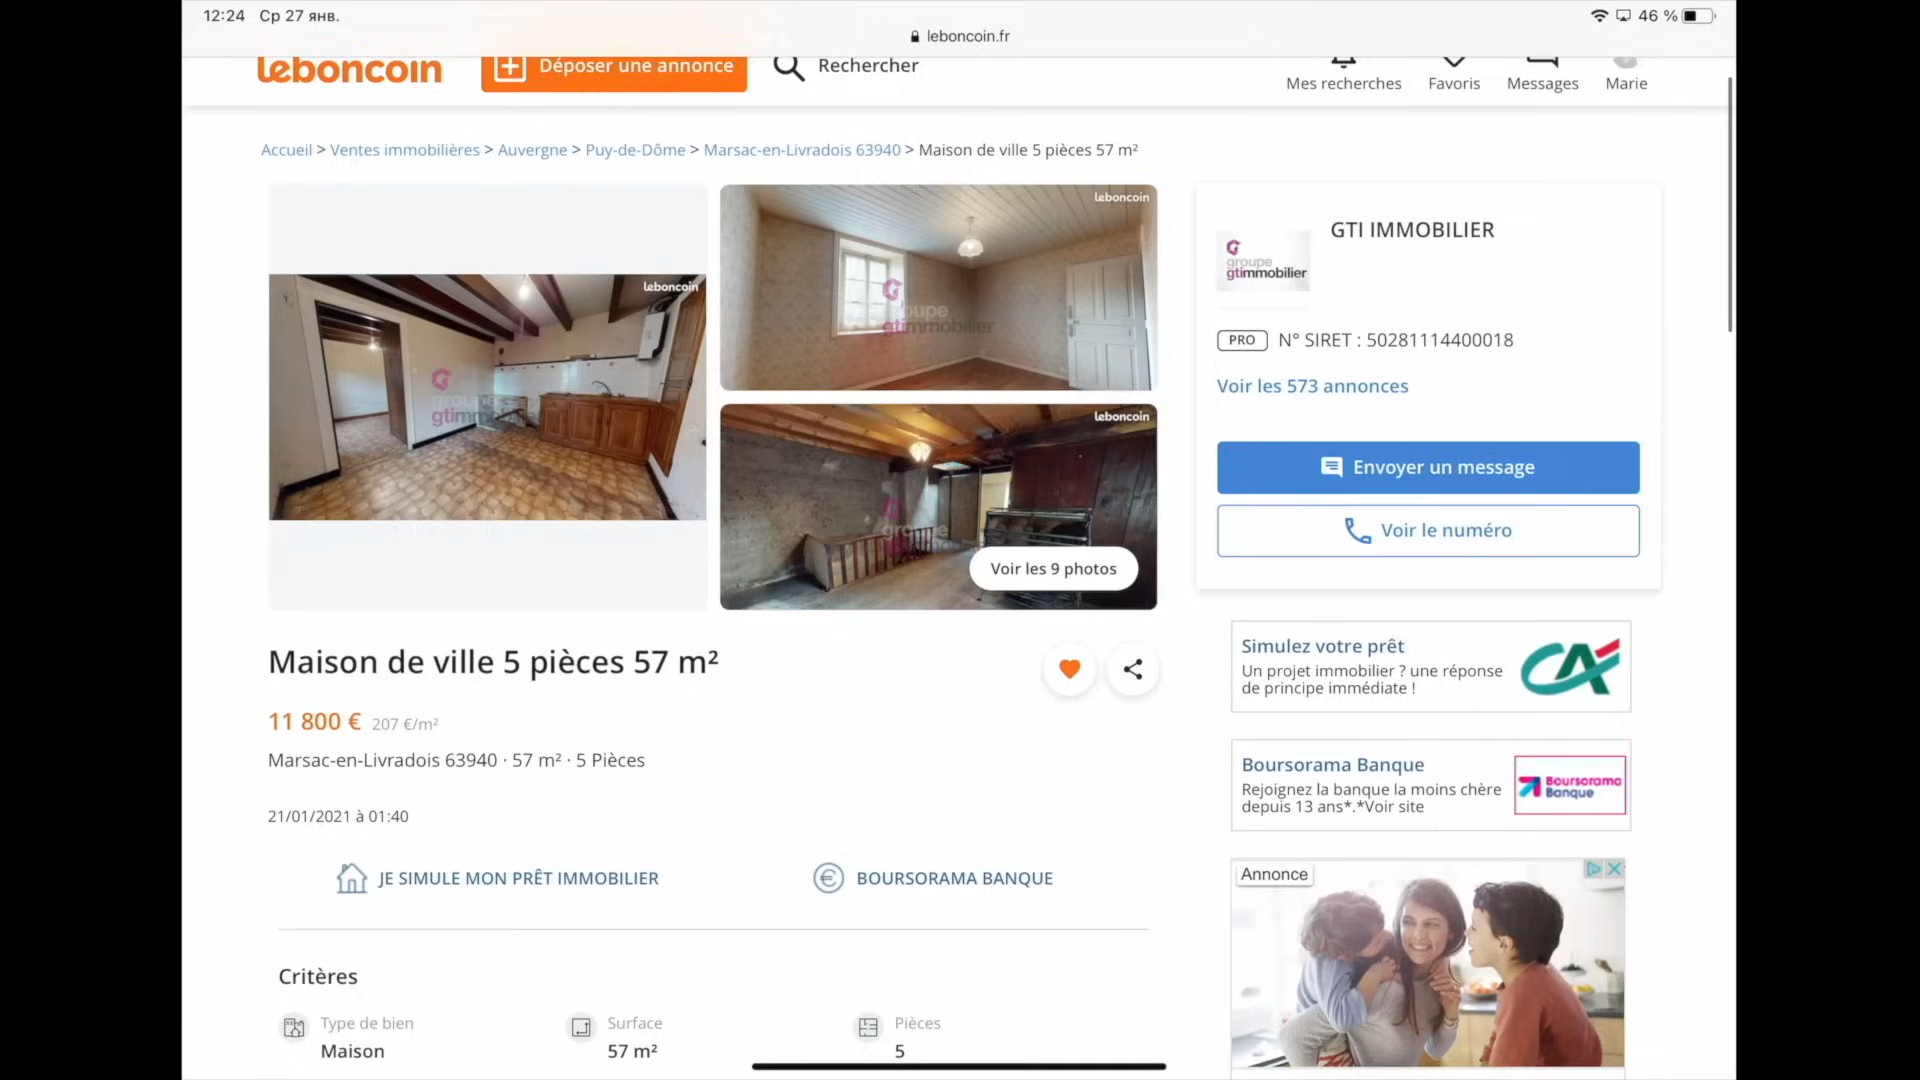 12:24 Ср 27 янв.
46 %
leboncoin.fr
leboncoin
Déposer une annonce
Rechercher
Mes recherches
Favoris
Messages
Marie
Accueil > Ventes immobilières > Auvergne > Puy-de-Dôme > Marsac-en-Livradois 63940 > Maison de ville 5 pièces 57 m²
leboncoin
groupe
gtimmobilier
leboncoin
groupe
gtimmobilier
leboncoin
groupe
Voir les 9 photos
GTI IMMOBILIER
groupe
gtimmobilier
PRO N° SIRET : 50281114400018
Voir les 573 annonces
Envoyer un message
Voir le numéro
Maison de ville 5 pièces 57 m²
11 800 € 207 €/m²
Marsac-en-Livradois 63940 · 57 m² · 5 Pièces
21/01/2021 à 01:40
JE SIMULE MON PRÊT IMMOBILIER
BOURSORAMA BANQUE
Critères
Type de bien
Maison
Surface
57 m²
Pièces
5
Simulez votre prêt
Un projet immobilier ? une réponse
de principe immédiate !
CA
Boursorama Banque
Rejoignez la banque la moins chère
depuis 13 ans*.*Voir site
Boursorama
Banque
Annonce